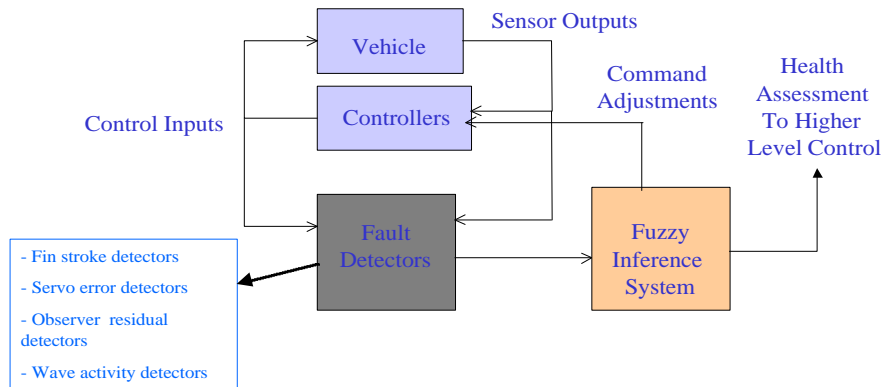 Sensor Outputs
Vehicle
Command
Adjustments
Health
Assessment
To Higher
Level Control
Control Inputs
Controllers
Fault
Detectors
Fuzzy
Inference
System
- Fin stroke detectors
- Servo error detectors
- Observer residual
detectors
- Wave activity detectors